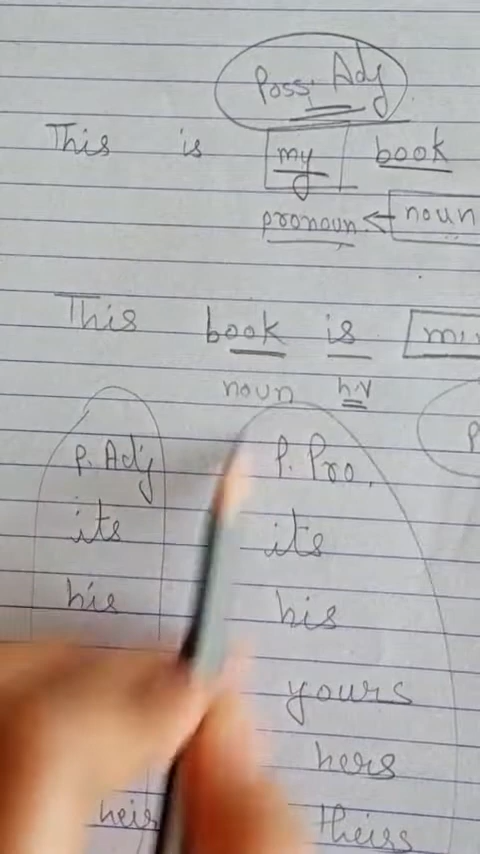 Poss. Adj
This is my book
pronoun ← noun
This book is
noun h.v
P. Adj P. Pro.
its its
his his
yours
hers
theirs